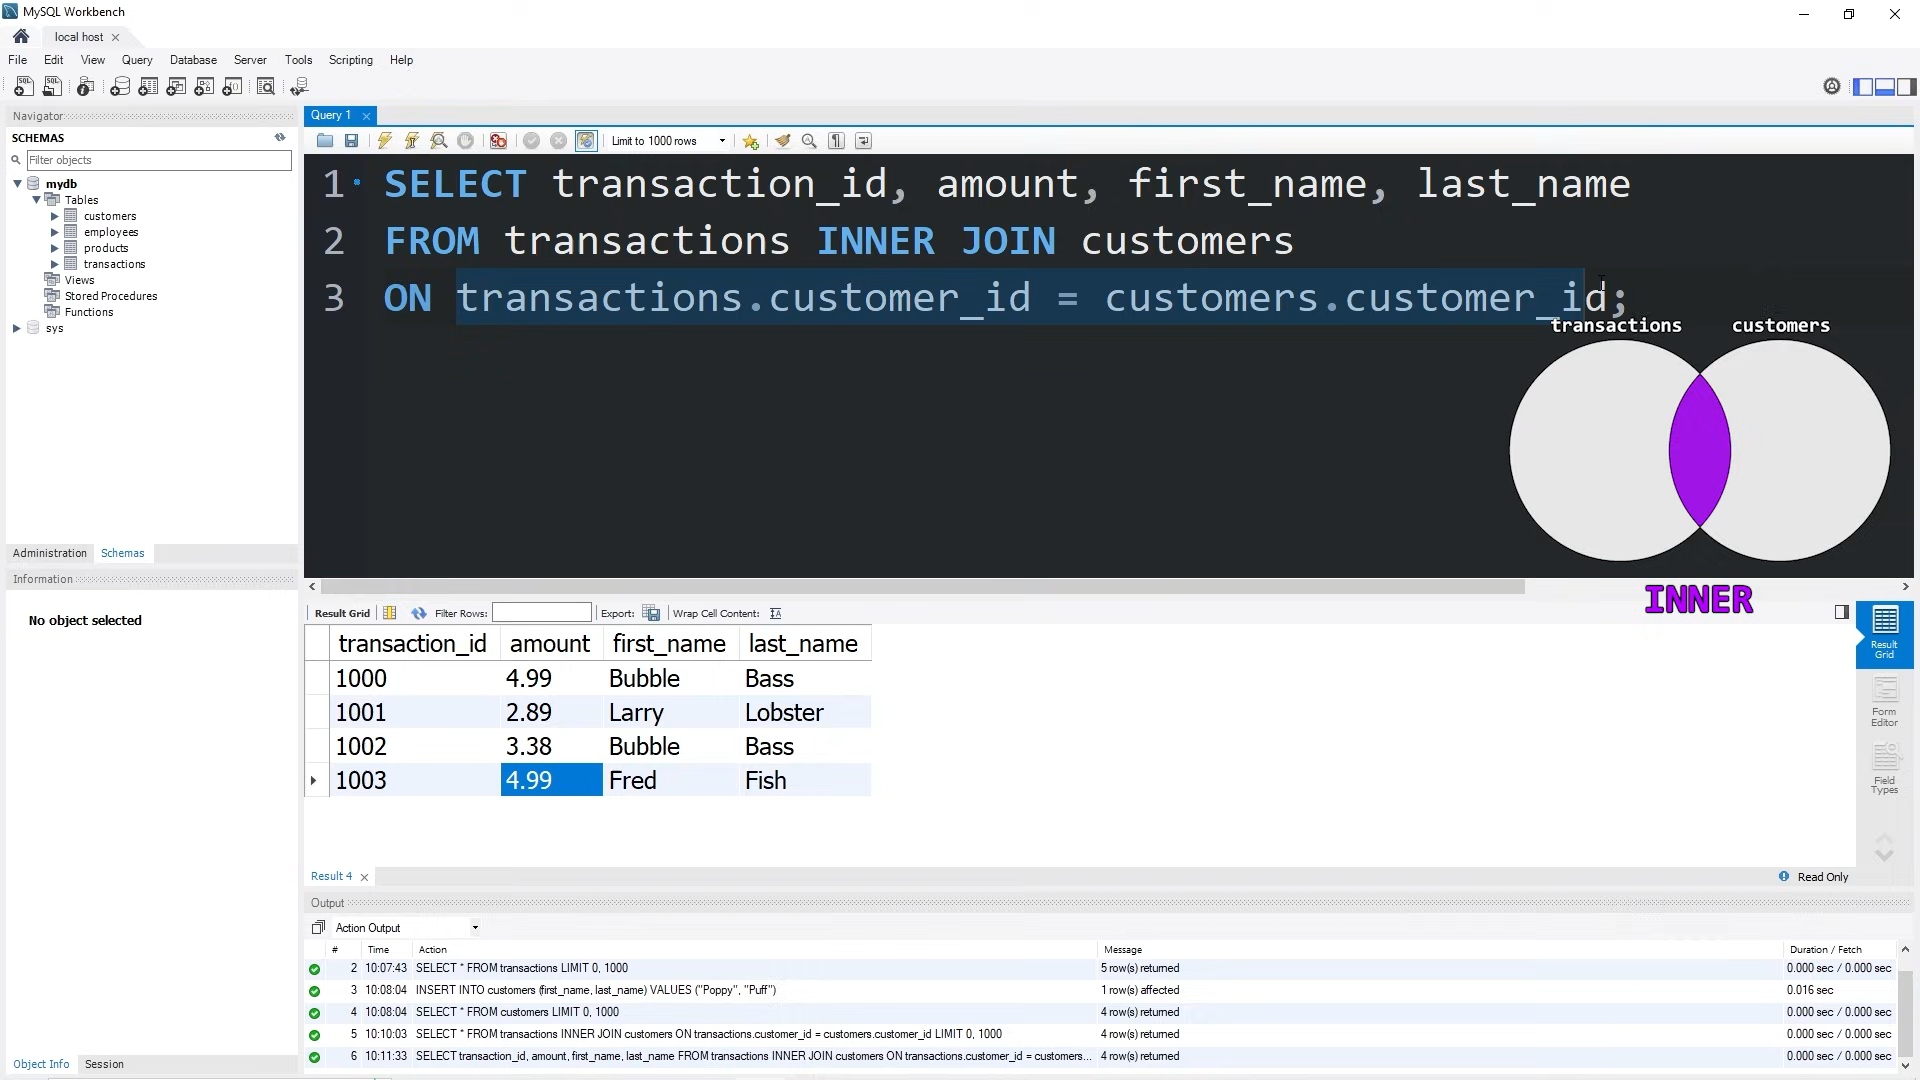 MySQL Workbench
local host
File Edit View Query Database Server Tools Scripting Help
Navigator
SCHEMAS
Filter objects
mydb
Tables
customers
employees
products
transactions
Views
Stored Procedures
Functions
sys
Administration Schemas
Information
No object selected
Object Info Session
Query 1
Limit to 1000 rows
1 SELECT transaction_id, amount, first_name, last_name
2 FROM transactions INNER JOIN customers
3 ON transactions.customer_id = customers.customer_id;
transactions customers
INNER
Result Grid Filter Rows: Export: Wrap Cell Content:
transaction_id amount first_name last_name
1000 4.99 Bubble Bass
1001 2.89 Larry Lobster
1002 3.38 Bubble Bass
1003 4.99 Fred Fish
Result
Grid
Form
Editor
Field
Types
Result 4
Read Only
Output
Action Output
# Time Action Message Duration / Fetch
2 10:07:43 SELECT * FROM transactions LIMIT 0, 1000 5 row(s) returned 0.000 sec / 0.000 sec
3 10:08:04 INSERT INTO customers (first_name, last_name) VALUES ("Poppy", "Puff") 1 row(s) affected 0.016 sec
4 10:08:04 SELECT * FROM customers LIMIT 0, 1000 4 row(s) returned 0.000 sec / 0.000 sec
5 10:10:03 SELECT * FROM transactions INNER JOIN customers ON transactions.customer_id = customers.customer_id LIMIT 0, 1000 4 row(s) returned 0.000 sec / 0.000 sec
6 10:11:33 SELECT transaction_id, amount, first_name, last_name FROM transactions INNER JOIN customers ON transactions.customer_id = customers... 4 row(s) returned 0.000 sec / 0.000 sec